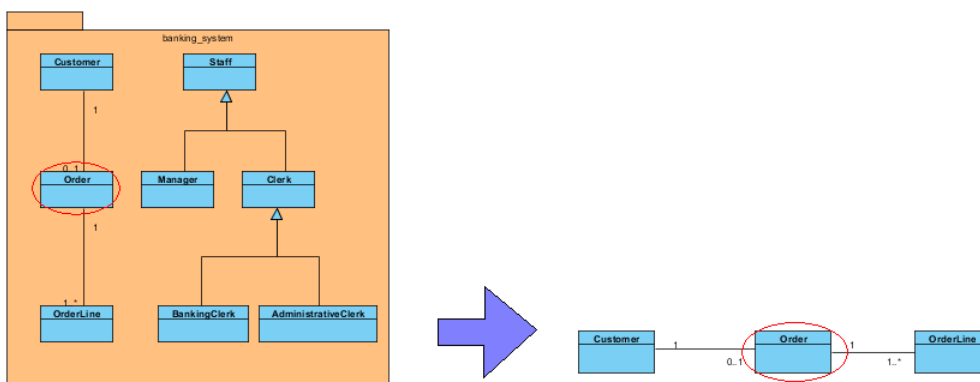 banking_system
Customer
Staff
1
0..1
Order
Manager
Clerk
1
1..*
OrderLine
BankingClerk
AdministrativeClerk
Customer
1
0..1
Order
1
1..*
OrderLine